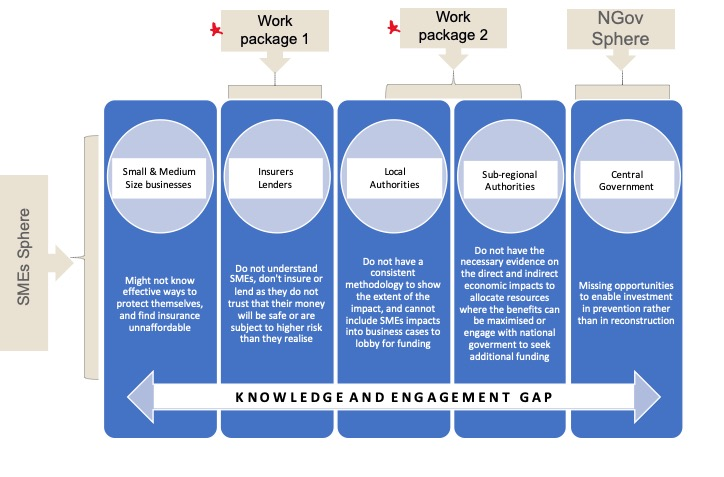 Work
package 1
Work
package 2
NGov
Sphere
SMEs Sphere
Small & Medium
Size businesses
Insurers
Lenders
Local
Authorities
Sub-regional
Authorities
Central
Government
Might not know
effective ways to
protect themselves,
and find insurance
unnaffordable
Do not understand
SMEs, don't insure or
lend as they do not
trust that their money
will be safe or are
subject to higher risk
than they realise
Do not have a
consistent
methodology to show
the extent of the
impact, and cannot
include SMEs impacts
into business cases to
lobby for funding
Do not have the
necessary evidence on
the direct and indirect
economic impacts to
allocate resources
where the benefits can
be maximised or
engage with national
goverment to seek
additional funding
Missing opportunities
to enable investment
in prevention rather
than in reconstruction
KNOWLEDGE AND ENGAGEMENT GAP